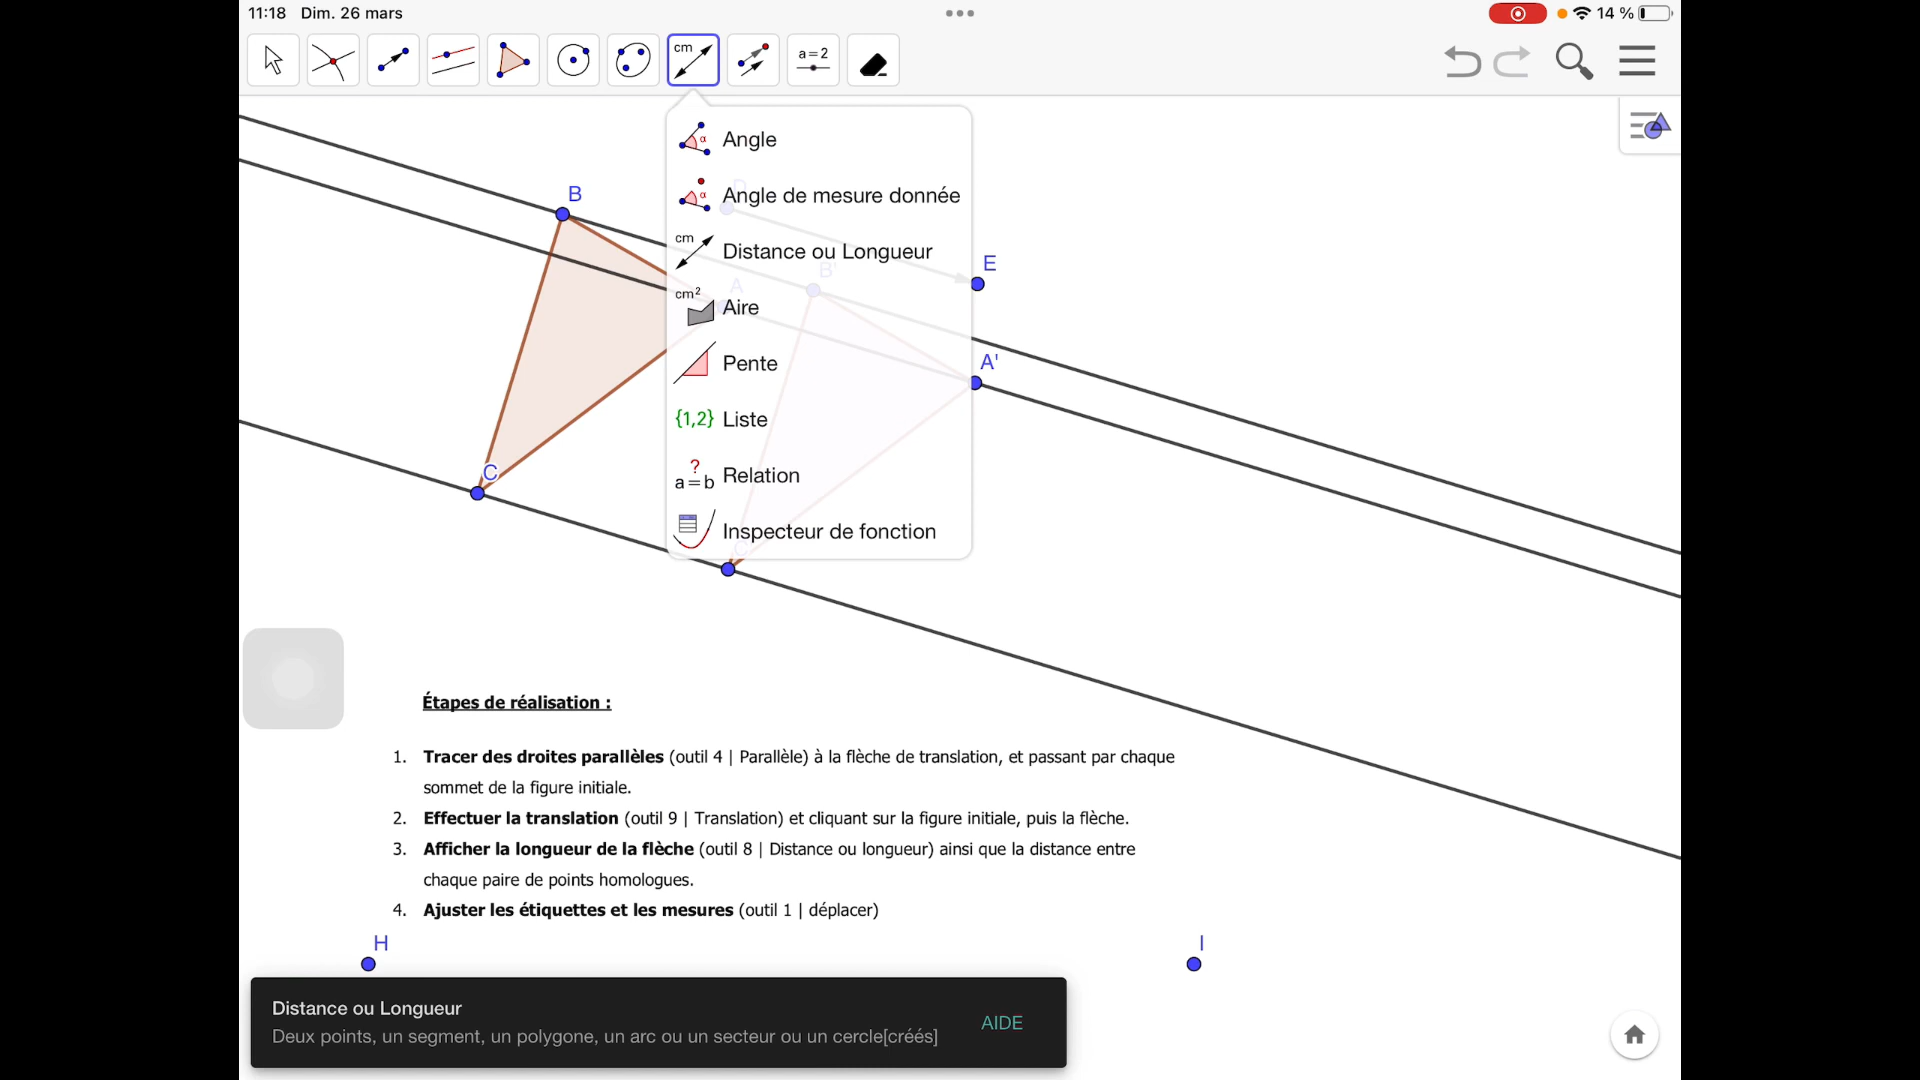 11:18 Dim. 26 mars
14 %
cm
a=2
α Angle
α Angle de mesure donnée
cm Distance ou Longueur
cm² Aire
Pente
{1,2} Liste
a=b ? Relation
Inspecteur de fonction
B
D
E
A
B'
A'
C
C'
Étapes de réalisation :
1. Tracer des droites parallèles (outil 4 | Parallèle) à la flèche de translation, et passant par chaque
sommet de la figure initiale.
2. Effectuer la translation (outil 9 | Translation) et cliquant sur la figure initiale, puis la flèche.
3. Afficher la longueur de la flèche (outil 8 | Distance ou longueur) ainsi que la distance entre
chaque paire de points homologues.
4. Ajuster les étiquettes et les mesures (outil 1 | déplacer)
H
I
Distance ou Longueur
Deux points, un segment, un polygone, un arc ou un secteur ou un cercle[créés]
AIDE